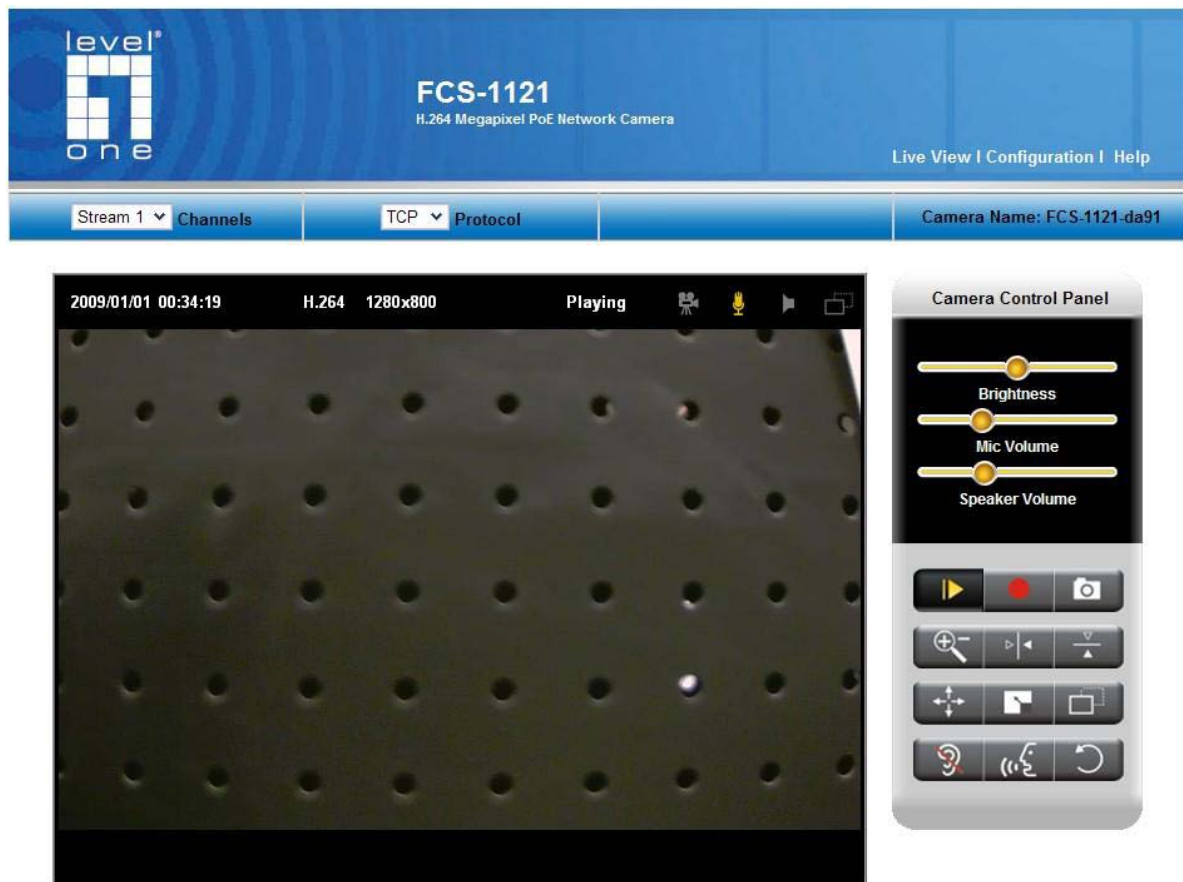 level®
one
FCS-1121
H.264 Megapixel PoE Network Camera
Live View I Configuration I Help
Stream 1 Channels TCP Protocol Camera Name: FCS-1121-da91
2009/01/01 00:34:19 H.264 1280x800 Playing
Camera Control Panel
Brightness
Mic Volume
Speaker Volume